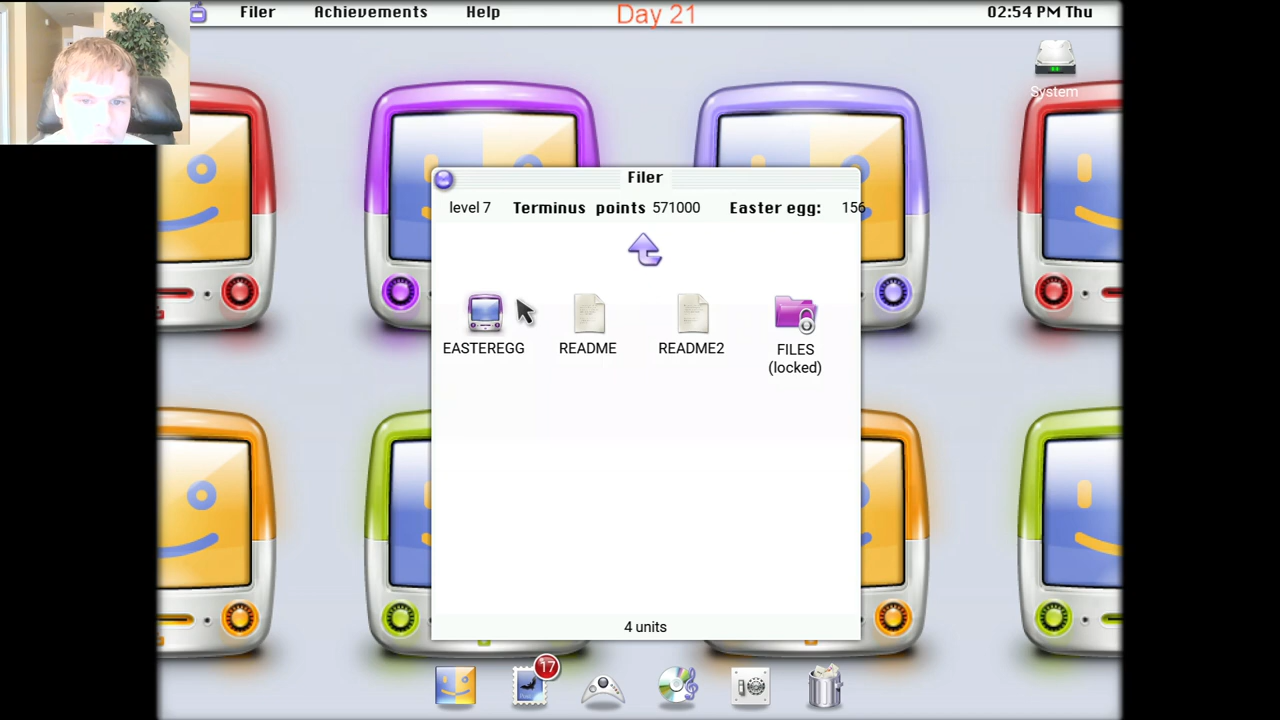 Filer Achievements Help Day 21 02:54 PM Thu
System
Filer
level 7 Terminus points 571000 Easter egg: 156
EASTEREGG README README2 FILES
(locked)
4 units
17